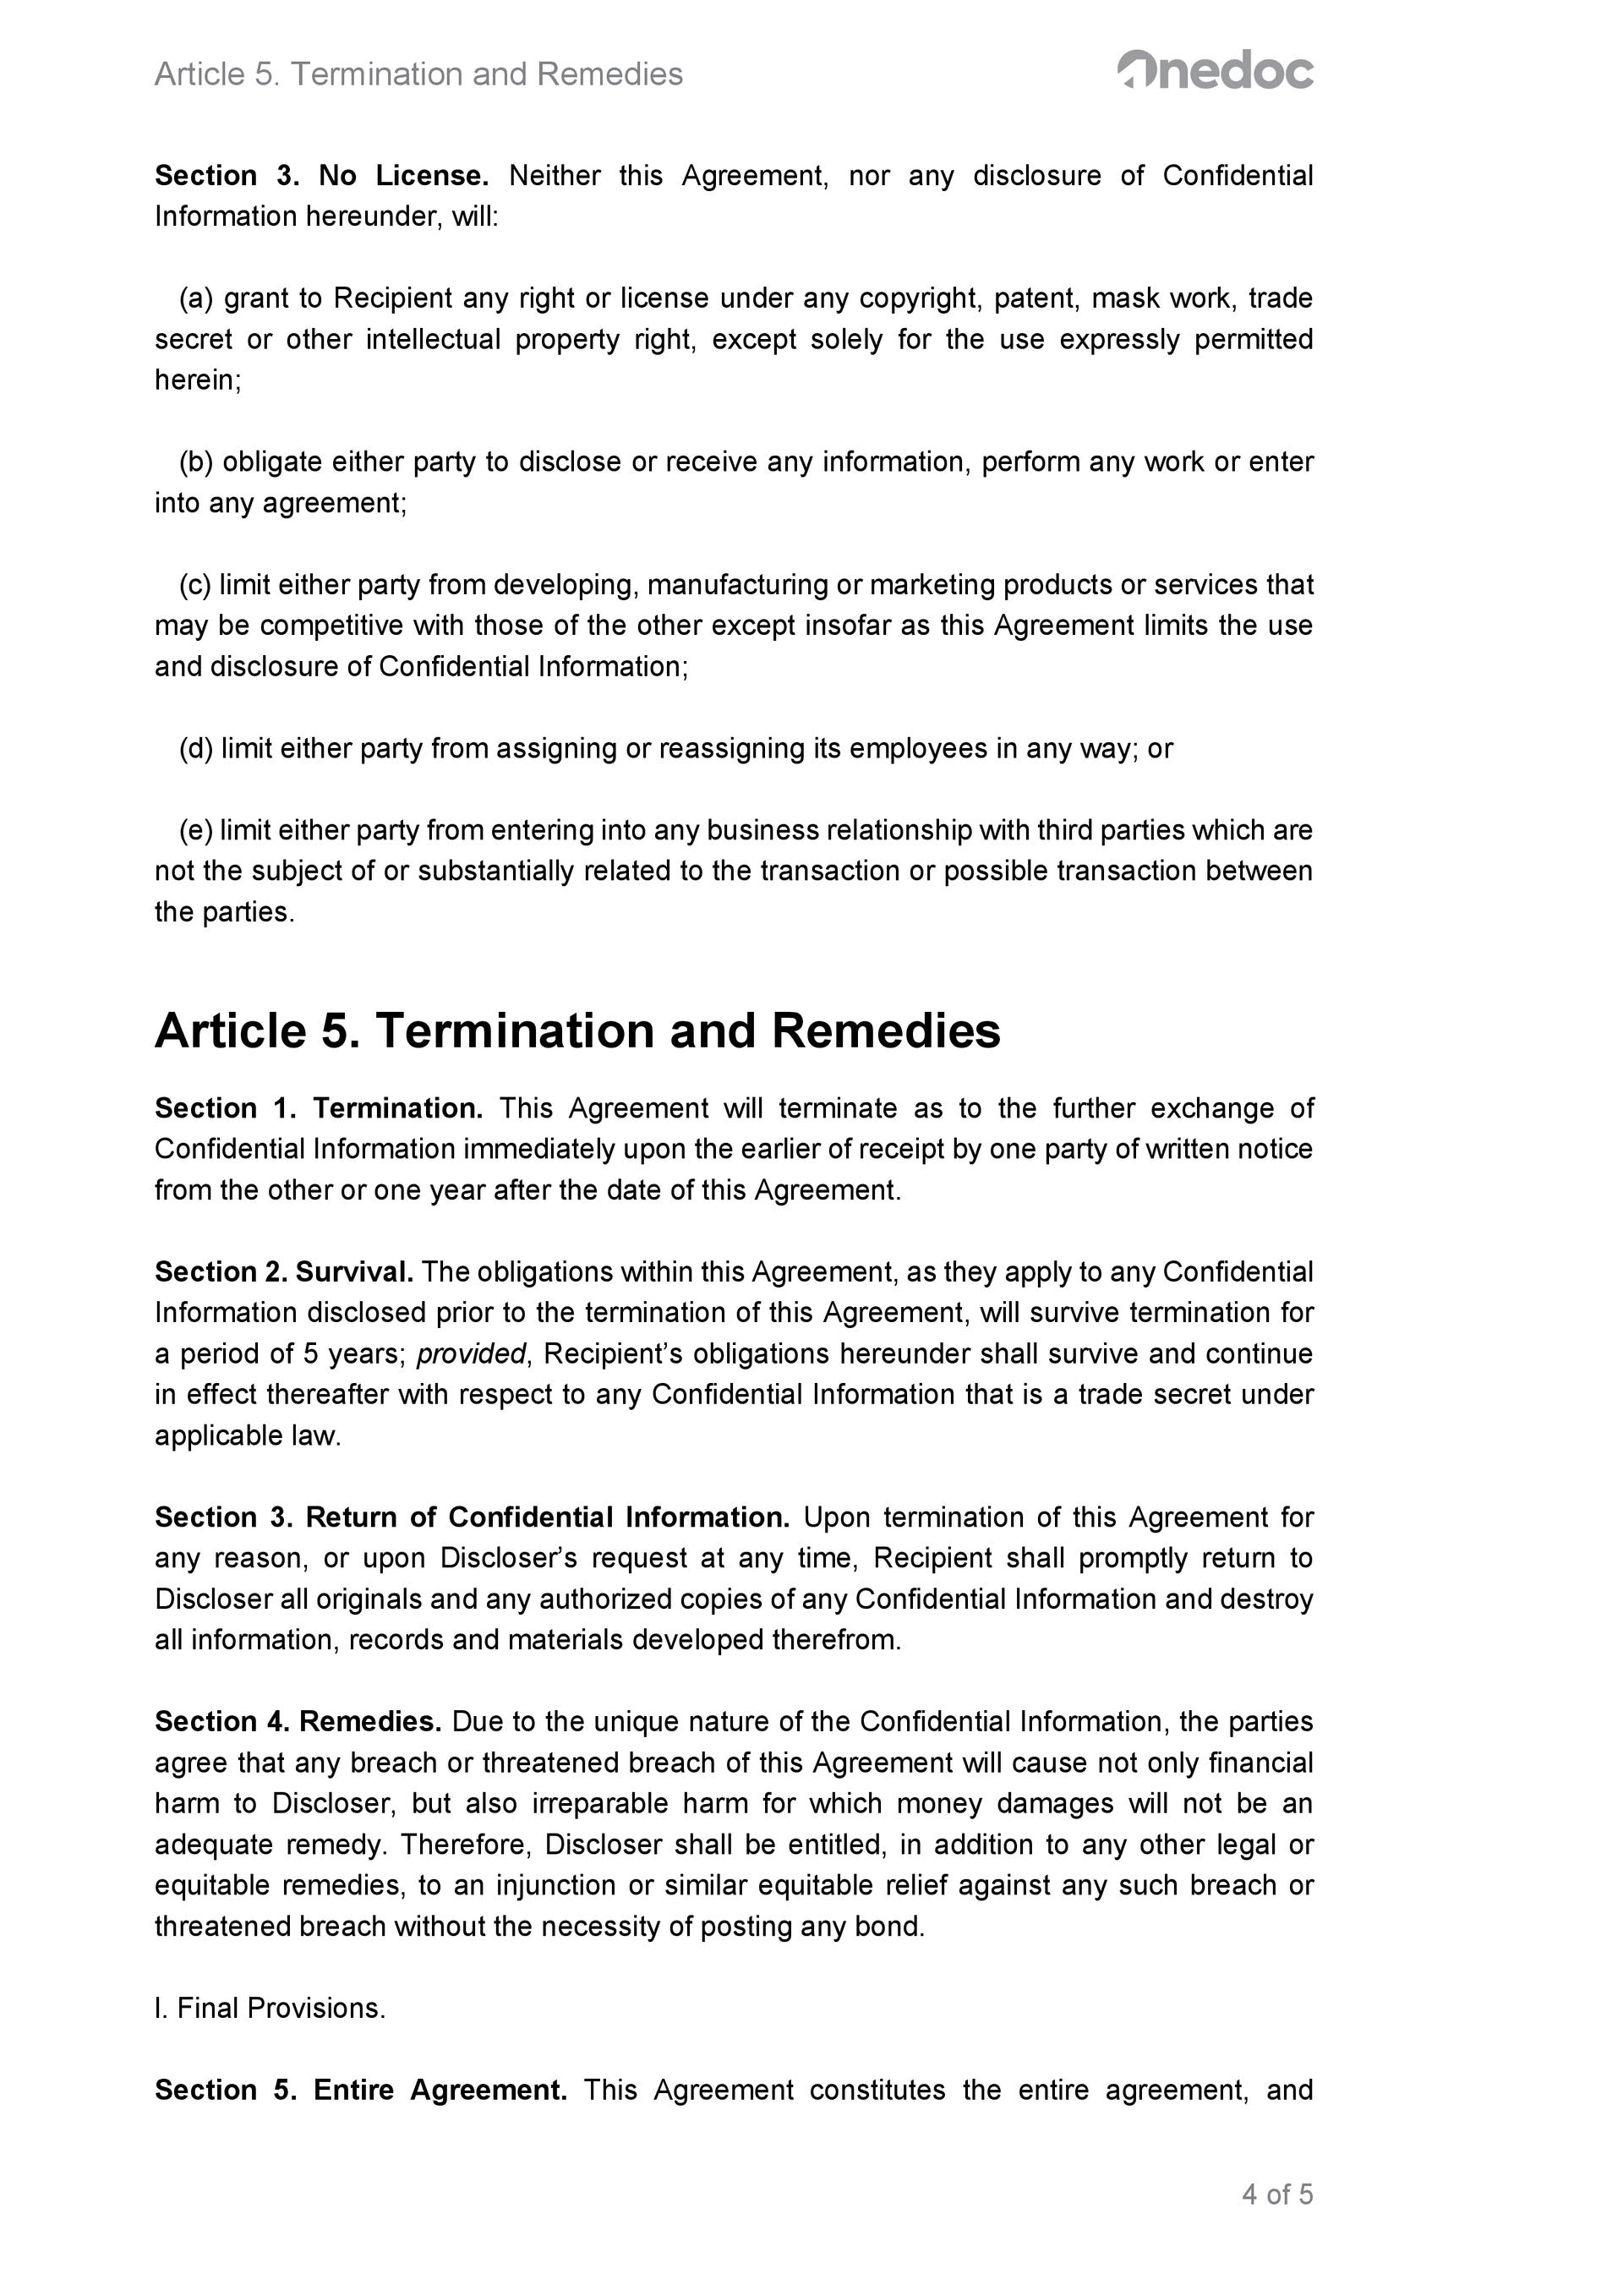 Article 5. Termination and Remedies
Onedoc
Section 3. No License. Neither this Agreement, nor any disclosure of Confidential
Information hereunder, will:
(a) grant to Recipient any right or license under any copyright, patent, mask work, trade
secret or other intellectual property right, except solely for the use expressly permitted
herein;
(b) obligate either party to disclose or receive any information, perform any work or enter
into any agreement;
(c) limit either party from developing, manufacturing or marketing products or services that
may be competitive with those of the other except insofar as this Agreement limits the use
and disclosure of Confidential Information;
(d) limit either party from assigning or reassigning its employees in any way; or
(e) limit either party from entering into any business relationship with third parties which are
not the subject of or substantially related to the transaction or possible transaction between
the parties.
Article 5. Termination and Remedies
Section 1. Termination. This Agreement will terminate as to the further exchange of
Confidential Information immediately upon the earlier of receipt by one party of written notice
from the other or one year after the date of this Agreement.
Section 2. Survival. The obligations within this Agreement, as they apply to any Confidential
Information disclosed prior to the termination of this Agreement, will survive termination for
a period of 5 years; provided, Recipient’s obligations hereunder shall survive and continue
in effect thereafter with respect to any Confidential Information that is a trade secret under
applicable law.
Section 3. Return of Confidential Information. Upon termination of this Agreement for
any reason, or upon Discloser’s request at any time, Recipient shall promptly return to
Discloser all originals and any authorized copies of any Confidential Information and destroy
all information, records and materials developed therefrom.
Section 4. Remedies. Due to the unique nature of the Confidential Information, the parties
agree that any breach or threatened breach of this Agreement will cause not only financial
harm to Discloser, but also irreparable harm for which money damages will not be an
adequate remedy. Therefore, Discloser shall be entitled, in addition to any other legal or
equitable remedies, to an injunction or similar equitable relief against any such breach or
threatened breach without the necessity of posting any bond.
I. Final Provisions.
Section 5. Entire Agreement. This Agreement constitutes the entire agreement, and
4 of 5